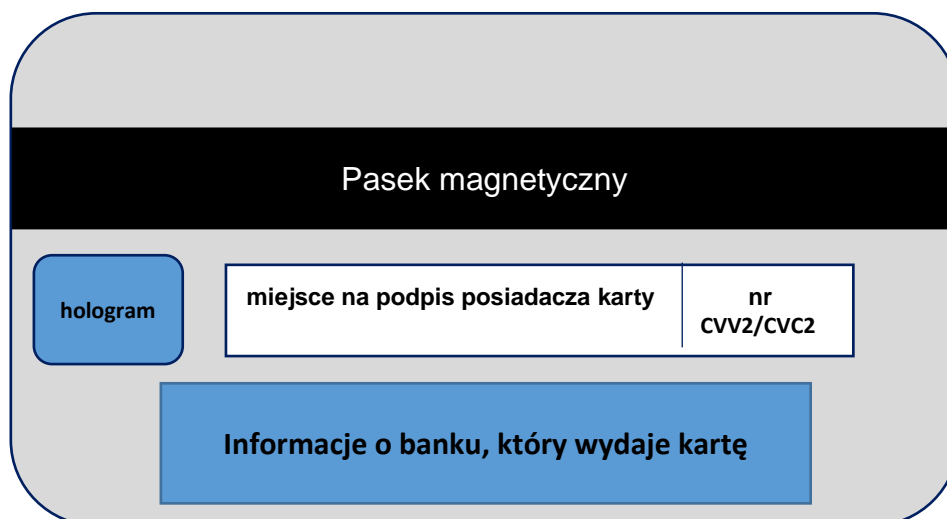 Pasek magnetyczny
hologram
miejsce na podpis posiadacza karty
nr
CVV2/CVC2
Informacje o banku, który wydaje kartę